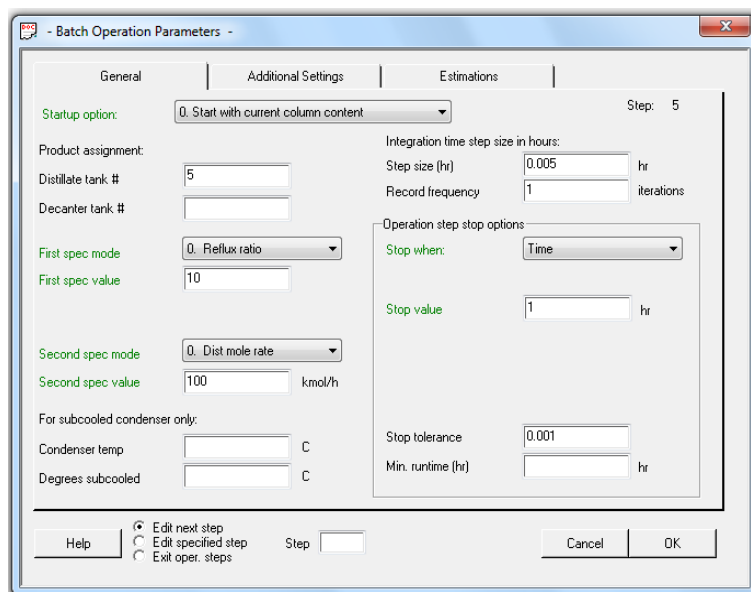 - Batch Operation Parameters -
General
Additional Settings
Estimations
Startup option:
0. Start with current column content
Step: 5
Product assignment:
Distillate tank #
5
Decanter tank #
Integration time step size in hours:
Step size (hr)
0.005
hr
Record frequency
1
iterations
First spec mode
0. Reflux ratio
First spec value
10
Operation step stop options
Stop when:
Time
Stop value
1
hr
Second spec mode
0. Dist mole rate
Second spec value
100
kmol/h
For subcooled condenser only:
Condenser temp
C
Degrees subcooled
C
Stop tolerance
0.001
Min. runtime (hr)
hr
Help
Edit next step
Edit specified step
Exit oper. steps
Step
Cancel
OK